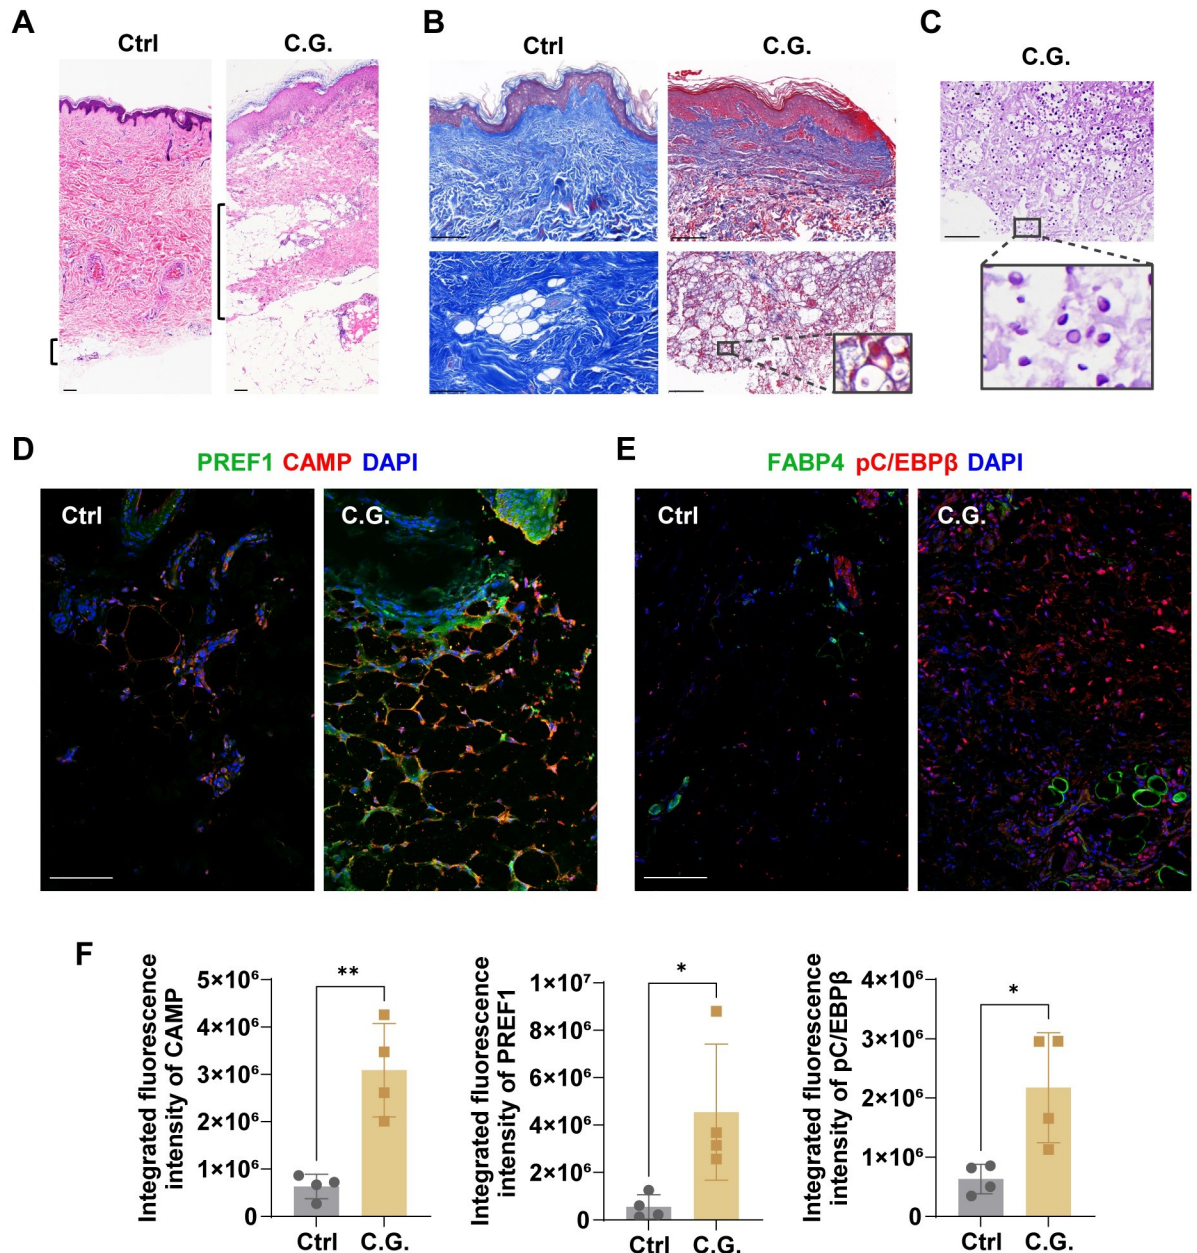 A
B
C
Ctrl
C.G.
Ctrl
C.G.
C.G.
D
PREF1 CAMP DAPI
Ctrl
C.G.
E
FABP4 pC/EBPβ DAPI
Ctrl
C.G.
F
Integrated fluorescence
intensity of CAMP
5×10⁶
4×10⁶
3×10⁶
2×10⁶
1×10⁶
0
**
Ctrl
C.G.
Integrated fluorescence
intensity of PREF1
1×10⁷
8×10⁶
6×10⁶
4×10⁶
2×10⁶
0
*
Ctrl
C.G.
Integrated fluorescence
intensity of pC/EBPβ
4×10⁶
3×10⁶
2×10⁶
1×10⁶
0
*
Ctrl
C.G.